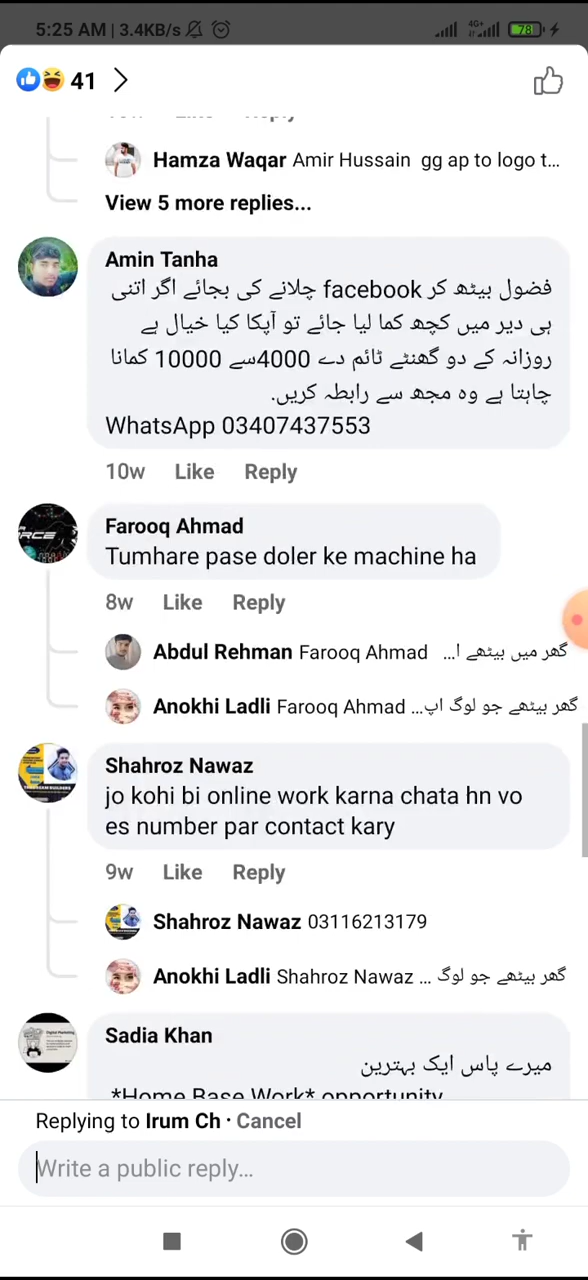 5:25 AM | 3.4KB/s
4G+
78
41
Hamza Waqar Amir Hussain gg ap to logo t...
View 5 more replies...
Amin Tanha
فضول بیٹھ کر facebook چلانے کی بجائے اگر اتنی
ہی دیر میں کچھ کما لیا جائے تو آپکا کیا خیال ہے
روزانہ کے دو گھنٹے ٹائم دے 4000سے 10000 کمانا
چاہتا ہے وہ مجھ سے رابطہ کریں.
WhatsApp 03407437553
10w Like Reply
Farooq Ahmad
Tumhare pase doler ke machine ha
8w Like Reply
Abdul Rehman Farooq Ahmad گھر میں بیٹھے ا...
Anokhi Ladli Farooq Ahmad گھر بیٹھے جو لوگ اپ...
Shahroz Nawaz
jo kohi bi online work karna chata hn vo
es number par contact kary
9w Like Reply
Shahroz Nawaz 03116213179
Anokhi Ladli Shahroz Nawaz گھر بیٹھے جو لوگ ...
Sadia Khan
میرے پاس ایک بہترین
*Home Base Work* opportunity
Replying to Irum Ch · Cancel
Write a public reply...